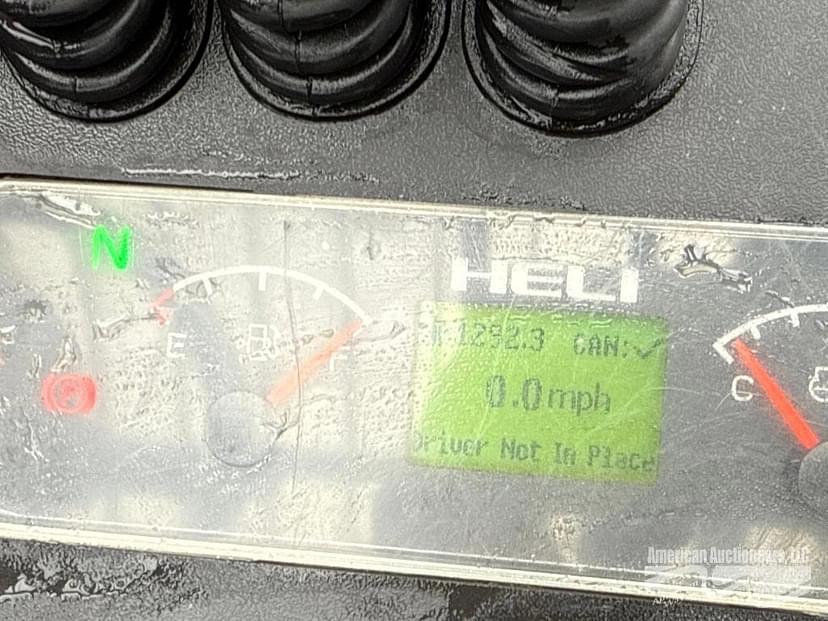 N
HELI
E
F
1292.3 CAN:✓
C
0.0mph
Driver Not In Place
American Auctioneers, LLC